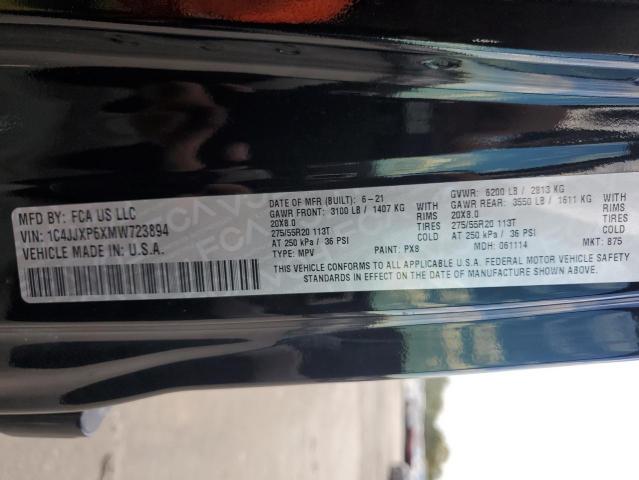 MFD BY: FCA US LLC
VIN: 1C4JJXP6XMW723894
VEHICLE MADE IN: U.S.A.
DATE OF MFR (BUILT): 6-21
GVWR: 6200 LB / 2813 KG
GAWR FRONT: 3100 LB / 1407 KG WITH
GAWR REAR: 3550 LB / 1611 KG WITH
20X8.0 RIMS
20X8.0 RIMS
275/55R20 113T TIRES
275/55R20 113T TIRES
AT 250 kPa / 36 PSI COLD
AT 250 kPa / 36 PSI COLD
TYPE: MPV
PAINT: PX8
MDH: 061114
MKT: 875
THIS VEHICLE CONFORMS TO ALL APPLICABLE U.S.A. FEDERAL MOTOR VEHICLE SAFETY
STANDARDS IN EFFECT ON THE DATE OF MANUFACTURE SHOWN ABOVE.